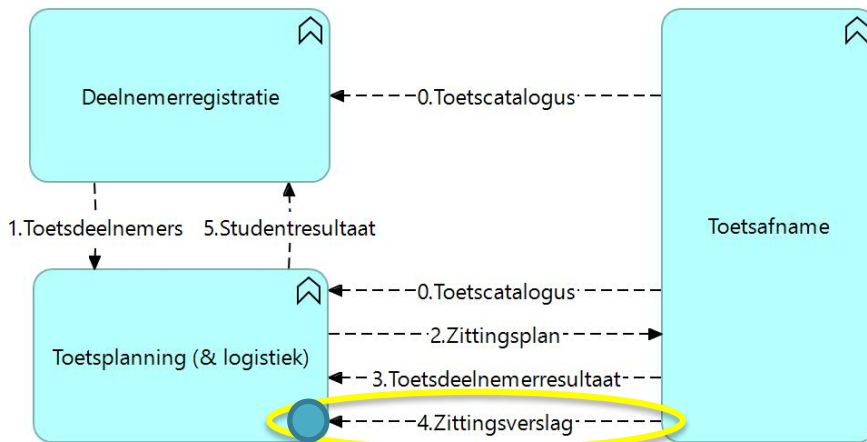 Deelnemerregistratie
0.Toetscatalogus
Toetsafname
1.Toetsdeelnemers
5.Studentresultaat
0.Toetscatalogus
2.Zittingsplan
Toetsplanning (& logistiek)
3.Toetsdeelnemerresultaat
4.Zittingsverslag